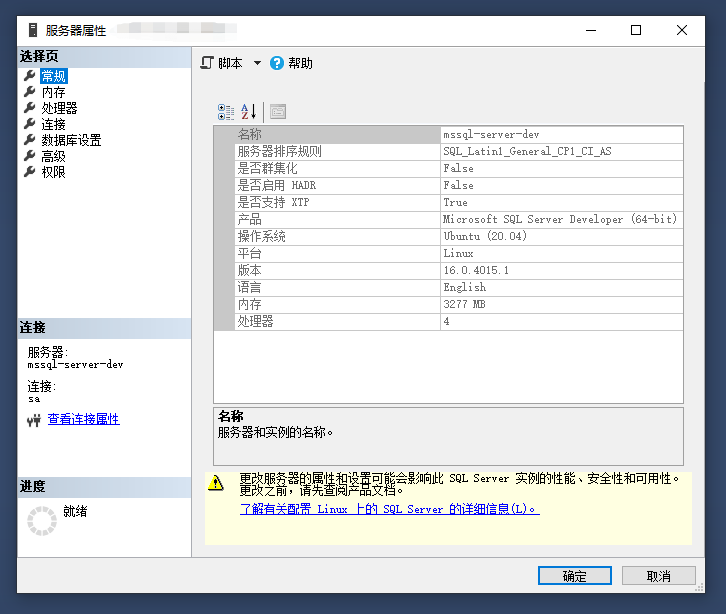 服务器属性
选择页
常规
内存
处理器
连接
数据库设置
高级
权限
脚本 帮助
名称 mssql-server-dev
服务器排序规则 SQL_Latin1_General_CP1_CI_AS
是否群集化 False
是否启用 HADR False
是否支持 XTP True
产品 Microsoft SQL Server Developer (64-bit)
操作系统 Ubuntu (20.04)
平台 Linux
版本 16.0.4015.1
语言 English
内存 3277 MB
处理器 4
连接
服务器:
mssql-server-dev
连接:
sa
查看连接属性
名称
服务器和实例的名称。
进度
就绪
更改服务器的属性和设置可能会影响此 SQL Server 实例的性能、安全性和可用性。
更改之前，请先查阅产品文档。
了解有关配置 Linux 上的 SQL Server 的详细信息(L)。
确定 取消